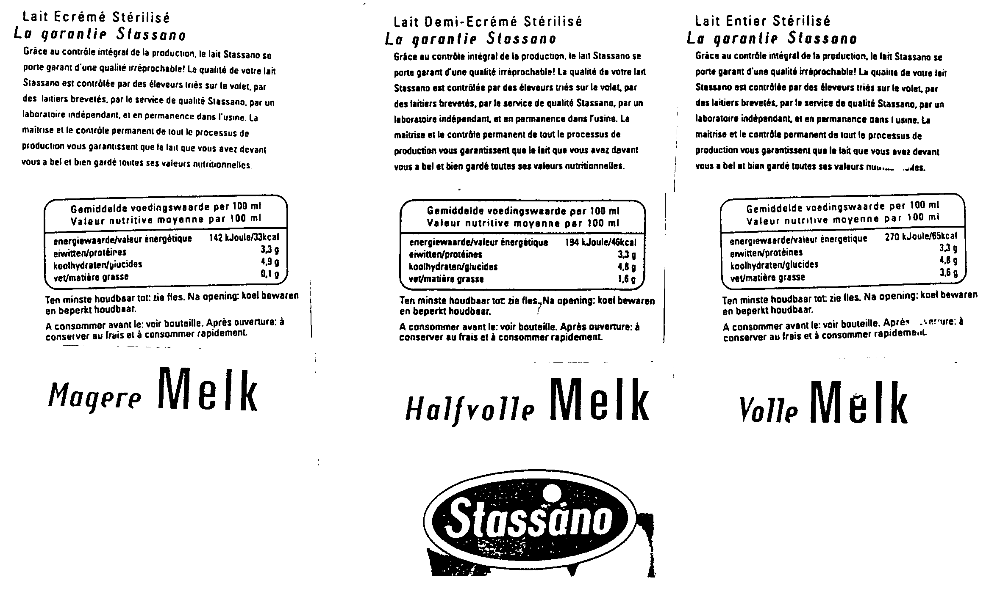 Lait Ecrémé Stérilisé
La garantie Stassano
Grâce au contrôle intégral de la production, le lait Stassano se
porte garant d'une qualité irréprochable! La qualité de votre lait
Stassano est contrôlée par des éleveurs triés sur le volet, par
des laitiers brevetés, par le service de qualité Stassano, par un
laboratoire indépendant, et en permanence dans l'usine. La
maîtrise et le contrôle permanent de tout le processus de
production vous garantissent que le lait que vous avez devant
vous a bel et bien gardé toutes ses valeurs nutritionnelles.
Gemiddelde voedingswaarde per 100 ml
Valeur nutritive moyenne par 100 ml
energiewaarde/valeur énergétique 142 kJoule/33kcal
eiwitten/protéines 3,3 g
koolhydraten/glucides 4,9 g
vet/matière grasse 0,1 g
Ten minste houdbaar tot: zie fles. Na opening: koel bewaren
en beperkt houdbaar.
A consommer avant le: voir bouteille. Après ouverture: à
conserver au frais et à consommer rapidement.
Magere Melk
Lait Demi-Ecrémé Stérilisé
La garantie Stassano
Grâce au contrôle intégral de la production, le lait Stassano se
porte garant d'une qualité irréprochable! La qualité de votre lait
Stassano est contrôlée par des éleveurs triés sur le volet, par
des laitiers brevetés, par le service de qualité Stassano, par un
laboratoire indépendant, et en permanence dans l'usine. La
maîtrise et le contrôle permanent de tout le processus de
production vous garantissent que le lait que vous avez devant
vous a bel et bien gardé toutes ses valeurs nutritionnelles.
Gemiddelde voedingswaarde per 100 ml
Valeur nutritive moyenne par 100 ml
energiewaarde/valeur énergétique 194 kJoule/46kcal
eiwitten/protéines 3,3 g
koolhydraten/glucides 4,8 g
vet/matière grasse 1,6 g
Ten minste houdbaar tot: zie fles. Na opening: koel bewaren
en beperkt houdbaar.
A consommer avant le: voir bouteille. Après ouverture: à
conserver au frais et à consommer rapidement.
Halfvolle Melk
Stassano
Lait Entier Stérilisé
La garantie Stassano
Grâce au contrôle intégral de la production, le lait Stassano se
porte garant d'une qualité irréprochable! La qualité de votre lait
Stassano est contrôlée par des éleveurs triés sur le volet, par
des laitiers brevetés, par le service de qualité Stassano, par un
laboratoire indépendant, et en permanence dans l'usine. La
maîtrise et le contrôle permanent de tout le processus de
production vous garantissent que le lait que vous avez devant
vous a bel et bien gardé toutes ses valeurs
Gemiddelde voedingswaarde per 100 ml
Valeur nutritive moyenne par 100 ml
energiewaarde/valeur énergétique 270 kJoule/65kcal
eiwitten/protéines 3,3 g
koolhydraten/glucides 4,8 g
vet/matière grasse 3,6 g
Ten minste houdbaar tot: zie fles. Na opening: koel bewaren
en beperkt houdbaar.
A consommer avant le: voir bouteille. Après à
conserver au frais et à consommer rapidement.
Volle Melk